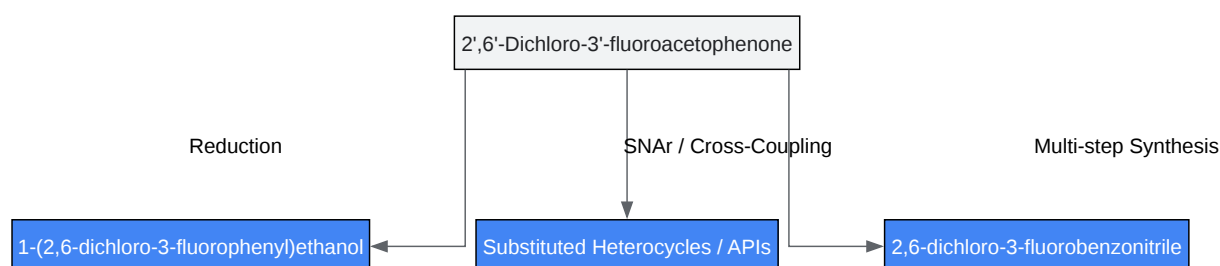 2',6'-Dichloro-3'-fluoroacetophenone
Reduction
SNAr / Cross-Coupling
Multi-step Synthesis
1-(2,6-dichloro-3-fluorophenyl)ethanol
Substituted Heterocycles / APIs
2,6-dichloro-3-fluorobenzonitrile